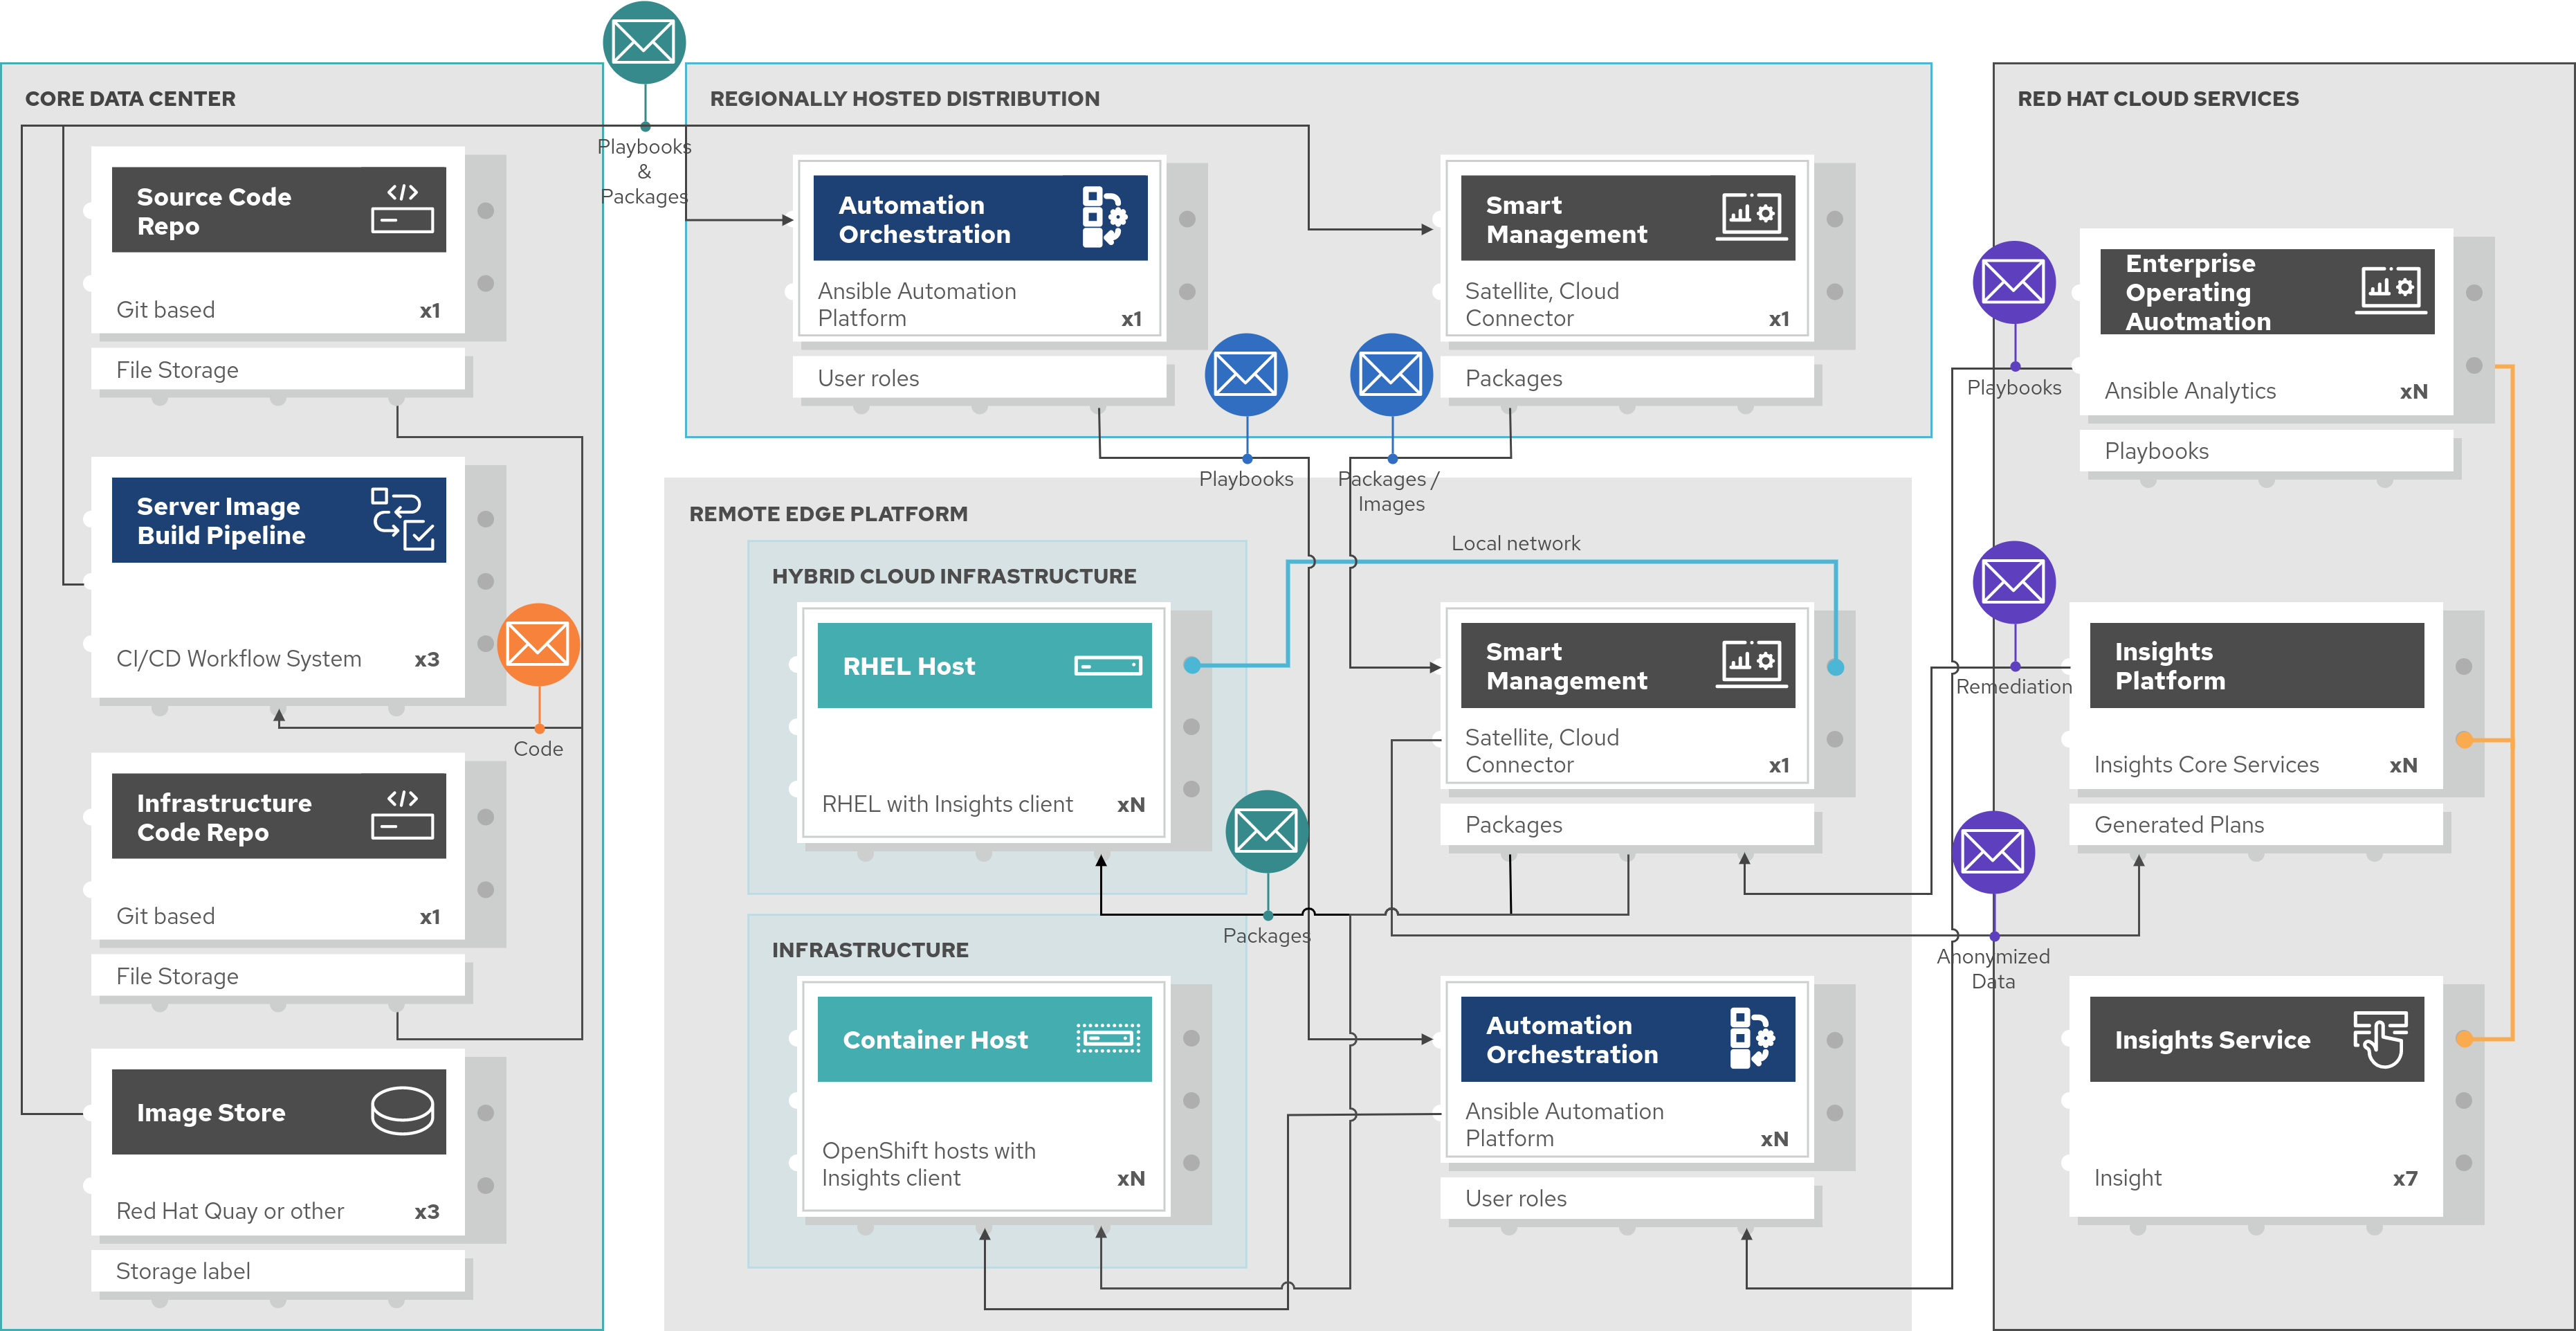 CORE DATA CENTER
Source Code
Repo
Git based
x1
File Storage
Server Image
Build Pipeline
CI/CD Workflow System
x3
Code
Infrastructure
Code Repo
Git based
x1
File Storage
Image Store
Red Hat Quay or other
x3
Storage label
Playbooks
&
Packages
REGIONALLY HOSTED DISTRIBUTION
Automation
Orchestration
Ansible Automation
Platform
x1
User roles
Smart
Management
Satellite, Cloud
Connector
x1
Packages
Playbooks
Packages /
Images
REMOTE EDGE PLATFORM
HYBRID CLOUD INFRASTRUCTURE
RHEL Host
RHEL with Insights client
xN
Local network
Smart
Management
Satellite, Cloud
Connector
x1
Packages
Packages
INFRASTRUCTURE
Container Host
OpenShift hosts with
Insights client
xN
Automation
Orchestration
Ansible Automation
Platform
xN
User roles
RED HAT CLOUD SERVICES
Playbooks
Enterprise
Operating
Auotmation
Ansible Analytics
xN
Playbooks
Remediation
Insights
Platform
Insights Core Services
xN
Generated Plans
Anonymized
Data
Insights Service
Insight
x7